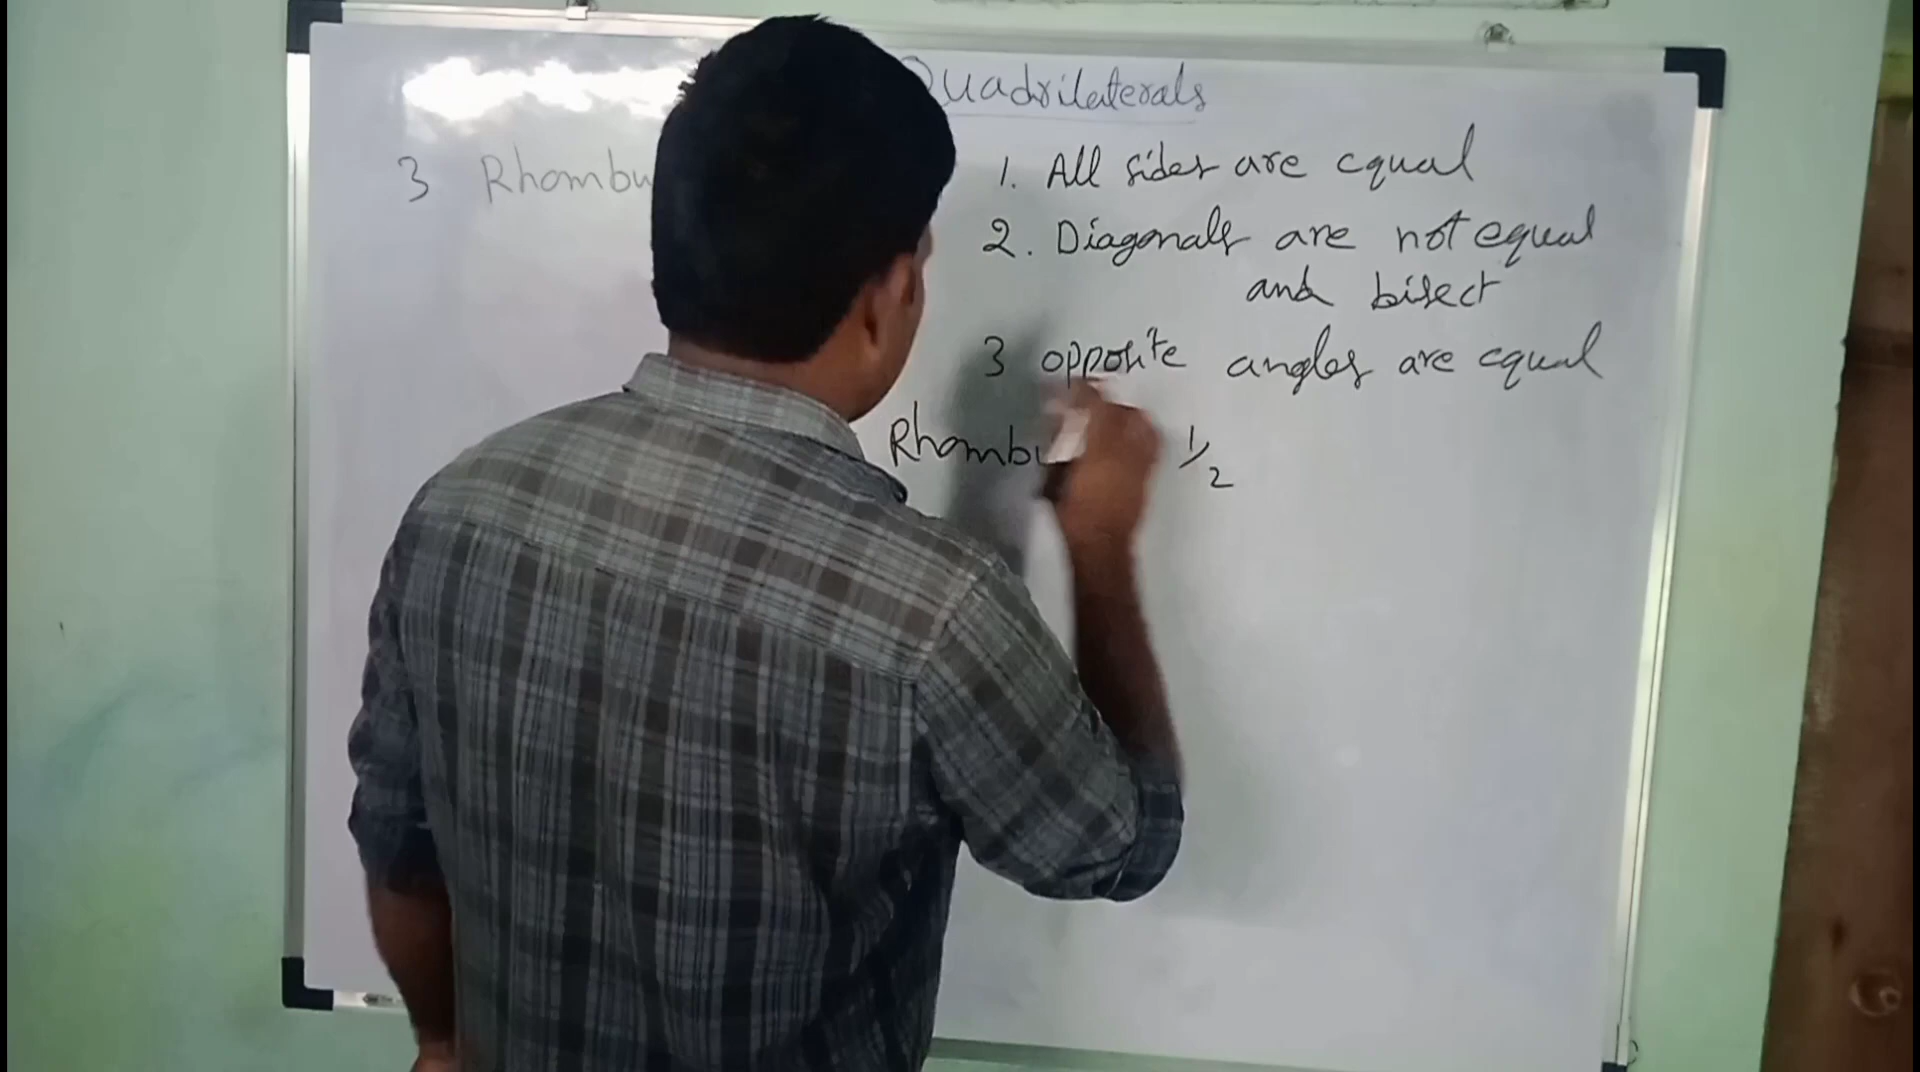 Quadrilaterals
3 Rhombu
1. All sides are equal
2. Diagonals are not equal
and bisect
3 opposite angles are equal
Rhombu 1/2